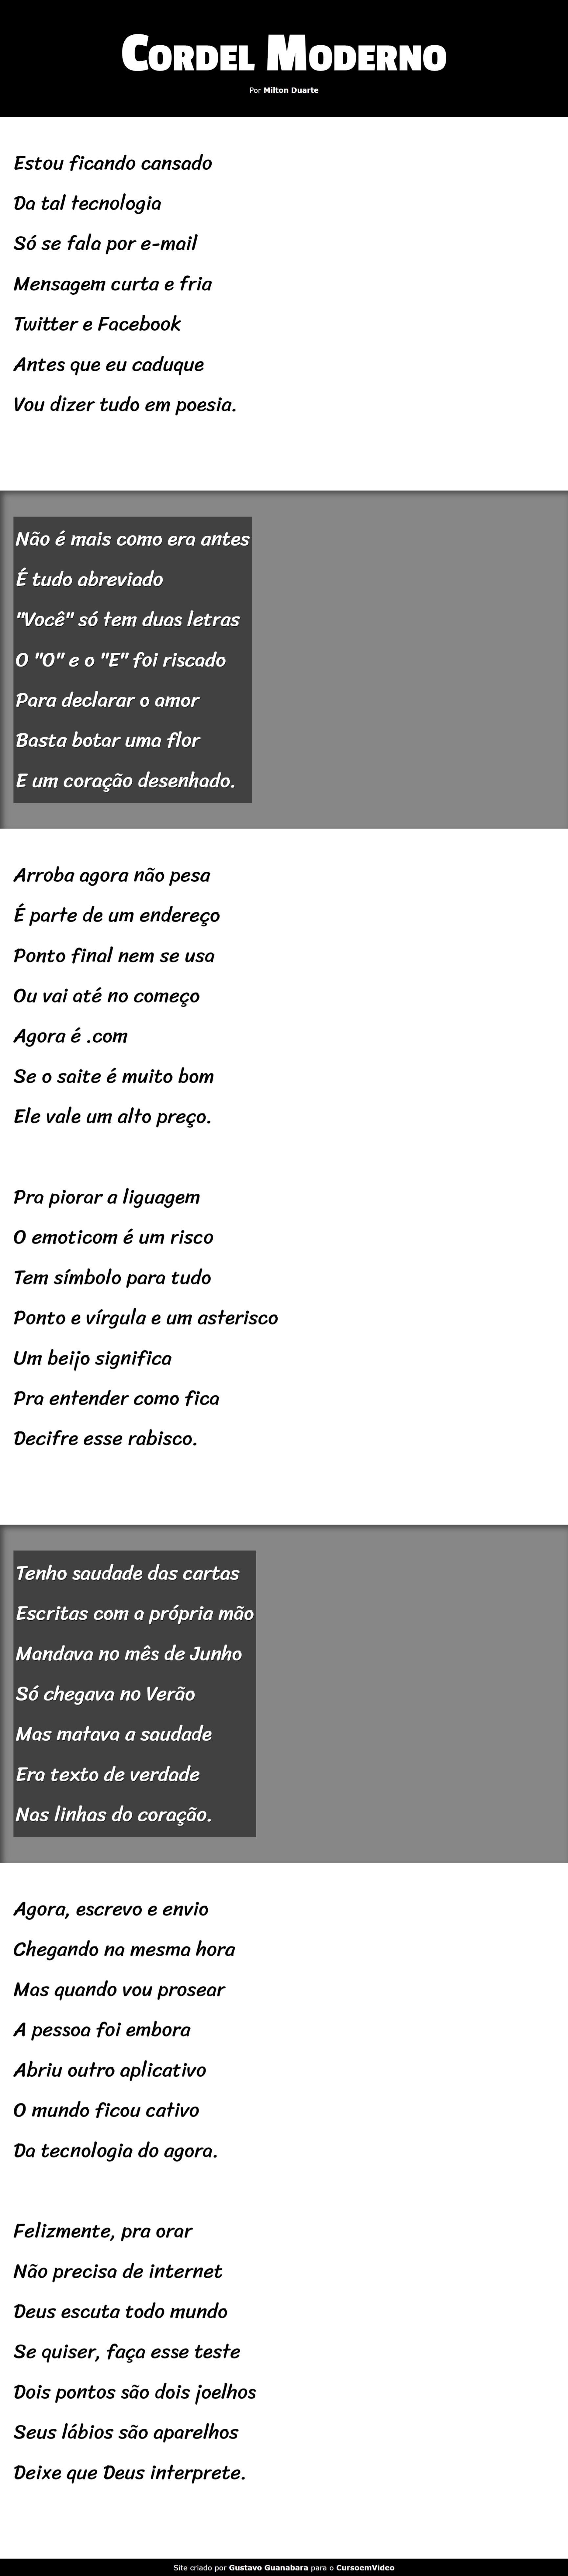 Cordel Moderno
Por Milton Duarte
Estou ficando cansado
Da tal tecnologia
Só se fala por e-mail
Mensagem curta e fria
Twitter e Facebook
Antes que eu caduque
Vou dizer tudo em poesia.
Não é mais como era antes
É tudo abreviado
"Você" só tem duas letras
O "O" e o "E" foi riscado
Para declarar o amor
Basta botar uma flor
E um coração desenhado.
Arroba agora não pesa
É parte de um endereço
Ponto final nem se usa
Ou vai até no começo
Agora é .com
Se o saite é muito bom
Ele vale um alto preço.
Pra piorar a liguagem
O emoticom é um risco
Tem símbolo para tudo
Ponto e vírgula e um asterisco
Um beijo significa
Pra entender como fica
Decifre esse rabisco.
Tenho saudade das cartas
Escritas com a própria mão
Mandava no mês de Junho
Só chegava no Verão
Mas matava a saudade
Era texto de verdade
Nas linhas do coração.
Agora, escrevo e envio
Chegando na mesma hora
Mas quando vou prosear
A pessoa foi embora
Abriu outro aplicativo
O mundo ficou cativo
Da tecnologia do agora.
Felizmente, pra orar
Não precisa de internet
Deus escuta todo mundo
Se quiser, faça esse teste
Dois pontos são dois joelhos
Seus lábios são aparelhos
Deixe que Deus interprete.
Site criado por Gustavo Guanabara para o CursoemVideo